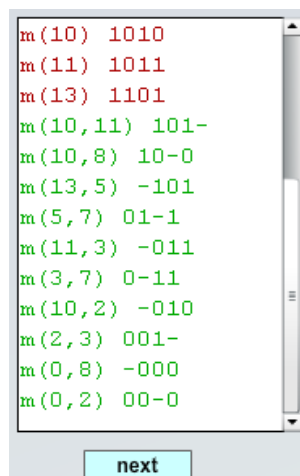 m(10) 1010
m(11) 1011
m(13) 1101
m(10,11) 101-
m(10,8) 10-0
m(13,5) -101
m(5,7) 01-1
m(11,3) -011
m(3,7) 0-11
m(10,2) -010
m(2,3) 001-
m(0,8) -000
m(0,2) 00-0
next